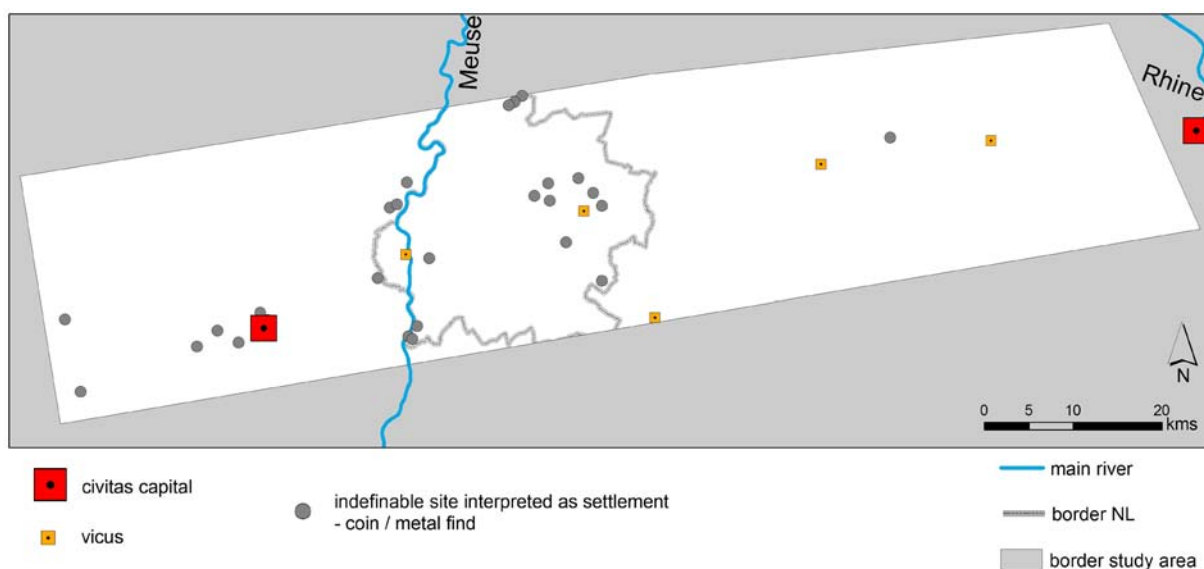 Meuse
Rhine
N
0 5 10 20
kms
civitas capital
vicus
indefinable site interpreted as settlement
- coin / metal find
main river
border NL
border study area